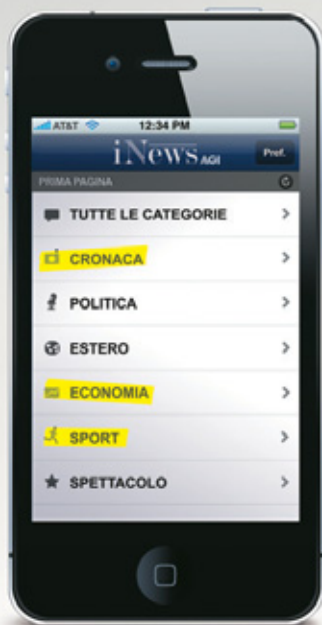 AT&T 12:34 PM
iNews AGI Pref.
PRIMA PAGINA
TUTTE LE CATEGORIE
CRONACA
POLITICA
ESTERO
ECONOMIA
SPORT
SPETTACOLO